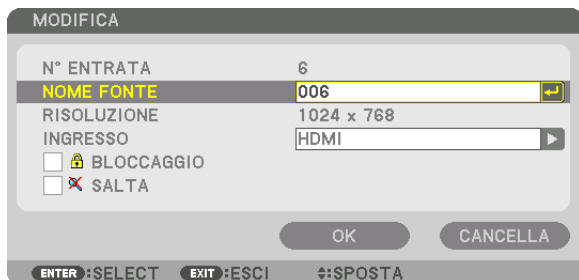 MODIFICA
N° ENTRATA 6
NOME FONTE 006
RISOLUZIONE 1024 x 768
INGRESSO HDMI
BLOCCAGGIO
SALTA
OK CANCELLA
ENTER :SELECT EXIT :ESCI :SPOSTA